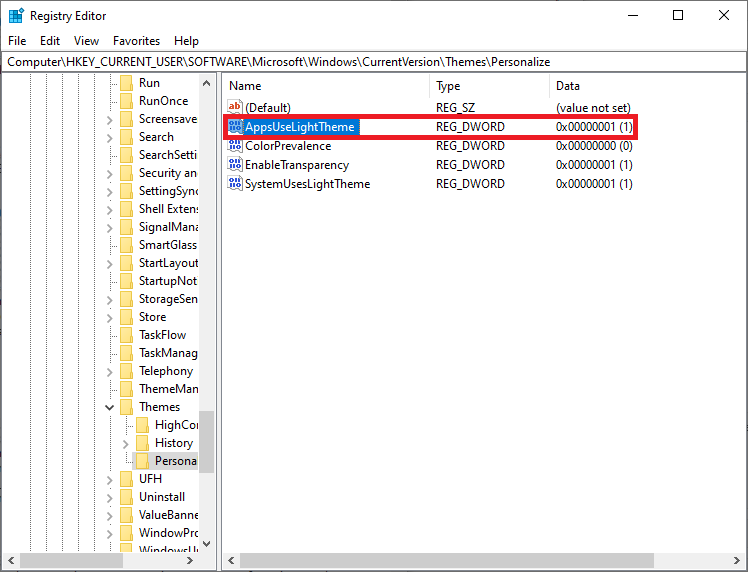 Registry Editor
File Edit View Favorites Help
Computer\HKEY_CURRENT_USER\SOFTWARE\Microsoft\Windows\CurrentVersion\Themes\Personalize
Run
RunOnce
Screensave
Search
SearchSetti
Security an
SettingSync
Shell Extens
SignalMana
SmartGlass
StartLayout
StartupNot
StorageSen
Store
TaskFlow
TaskManag
Telephony
ThemeMan
Themes
HighCor
History
Persona
UFH
Uninstall
ValueBanne
WindowPro
WindowsU
Name Type Data
ab (Default) REG_SZ (value not set)
AppsUseLightTheme REG_DWORD 0x00000001 (1)
ColorPrevalence REG_DWORD 0x00000000 (0)
EnableTransparency REG_DWORD 0x00000001 (1)
SystemUsesLightTheme REG_DWORD 0x00000001 (1)